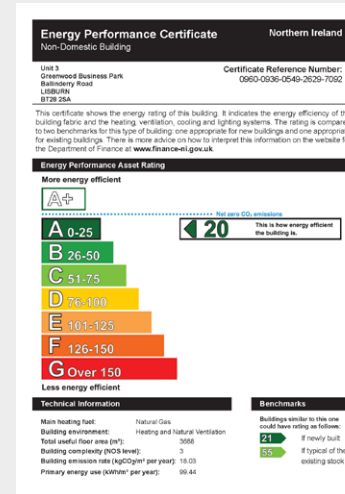 Energy Performance Certificate
Northern Ireland
Non-Domestic Building
Unit 3
Greenwood Business Park
Ballinderry Road
LISBURN
BT28 2SA
Certificate Reference Number:
0960-0936-0549-2629-7092
This certificate shows the energy rating of this building. It indicates the energy efficiency of th
building fabric and the heating, ventilation, cooling and lighting systems. The rating is compare
to two benchmarks for this type of building: one appropriate for new buildings and one appropria
for existing buildings. There is more advice on how to interpret this information on the website f
the Department of Finance at www.finance-ni.gov.uk.
Energy Performance Asset Rating
More energy efficient
A+
Net zero CO₂ emissions
A 0-25
20
This is how energy efficient
the building is.
B 26-50
C 51-75
D 76-100
E 101-125
F 126-150
G Over 150
Less energy efficient
Technical Information
Main heating fuel: Natural Gas
Building environment: Heating and Natural Ventilation
Total useful floor area (m²): 3668
Building complexity (NOS level): 3
Building emission rate (kgCO₂/m² per year): 18.03
Primary energy use (kWh/m² per year): 99.44
Benchmarks
Buildings similar to this one
could have rating as follows:
21 If newly built
55 If typical of the
existing stock